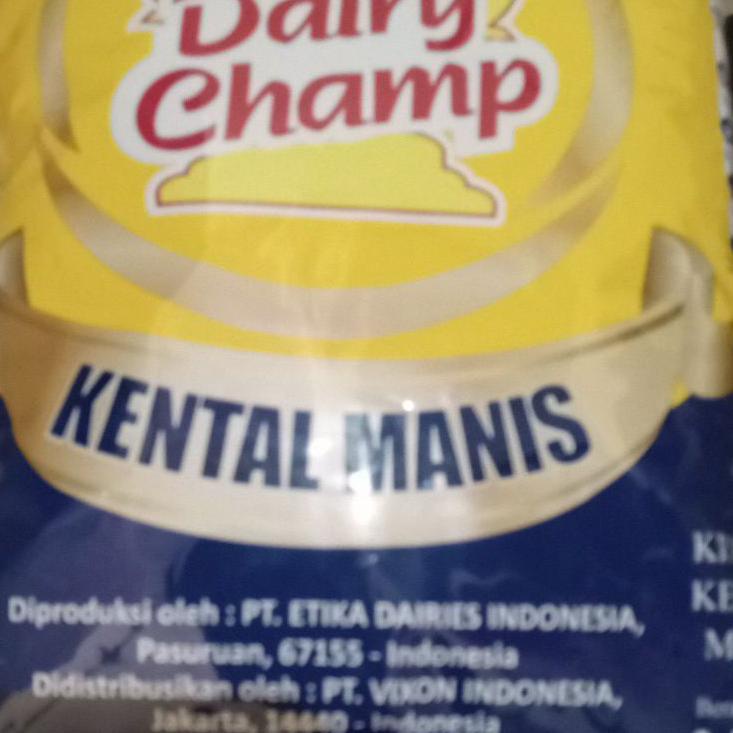 Dairy
Champ
KENTAL MANIS
Diproduksi oleh : PT. ETIKA DAIRIES INDONESIA,
Pasuruan, 67155 - Indonesia
Didistribusikan oleh : PT. VIXON INDONESIA,
Jakarta, 14440 - Indonesia